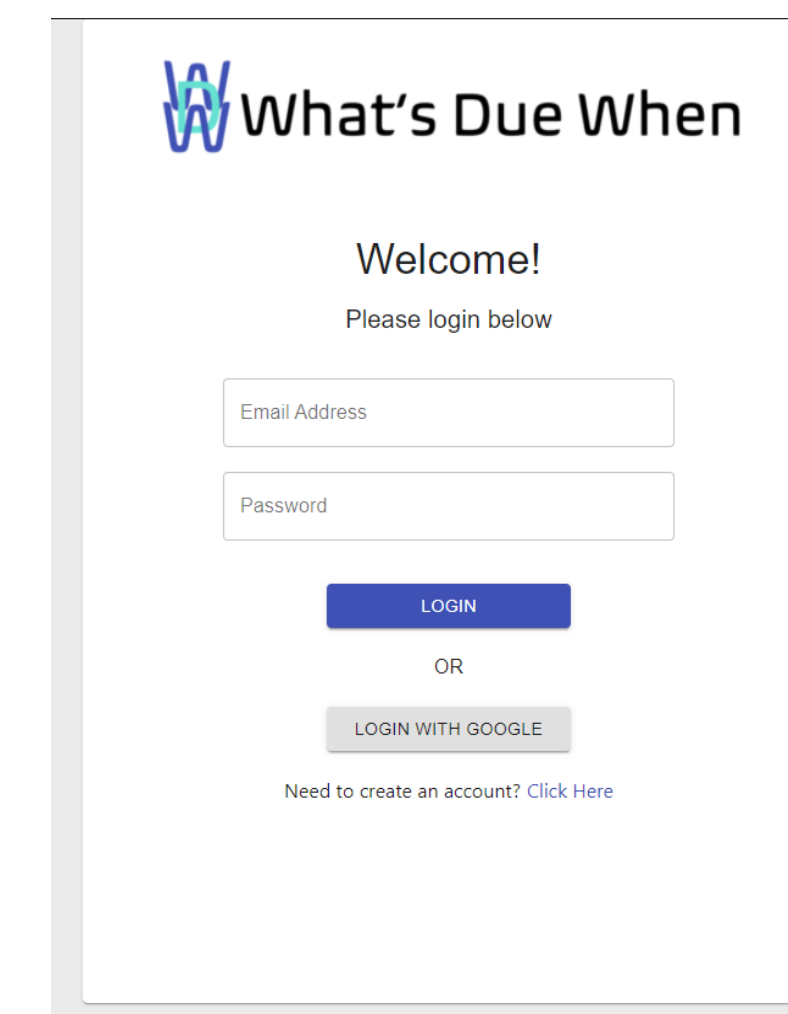 What's Due When
Welcome!
Please login below
Email Address
Password
LOGIN
OR
LOGIN WITH GOOGLE
Need to create an account? Click Here